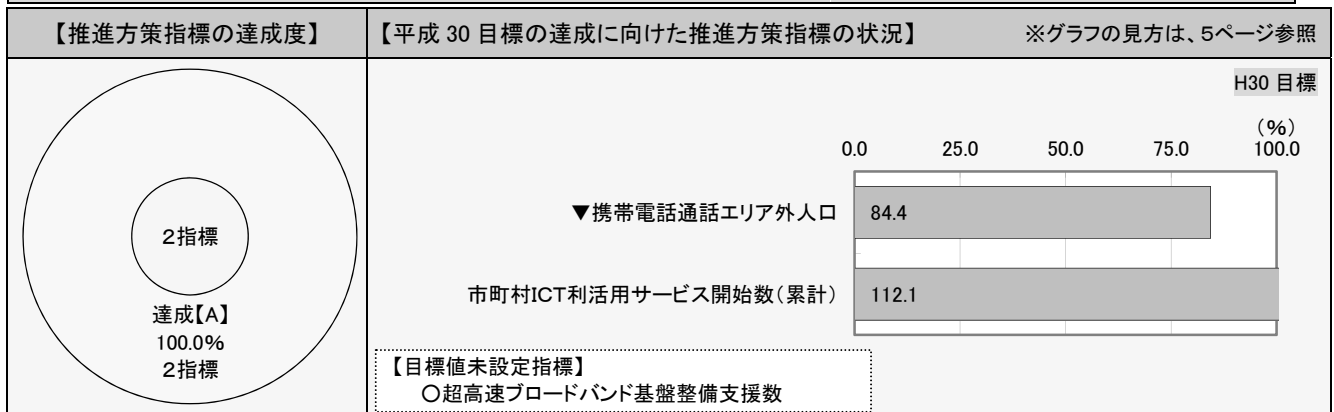 【推進方策指標の達成度】
【平成 30 目標の達成に向けた推進方策指標の状況】 ※グラフの見方は、5ページ参照
2指標
達成【A】
100.0%
2指標
H30 目標
(%)
0.0 25.0 50.0 75.0 100.0
▼携帯電話通話エリア外人口 84.4
市町村ICT利活用サービス開始数(累計) 112.1
【目標値未設定指標】
○超高速ブロードバンド基盤整備支援数